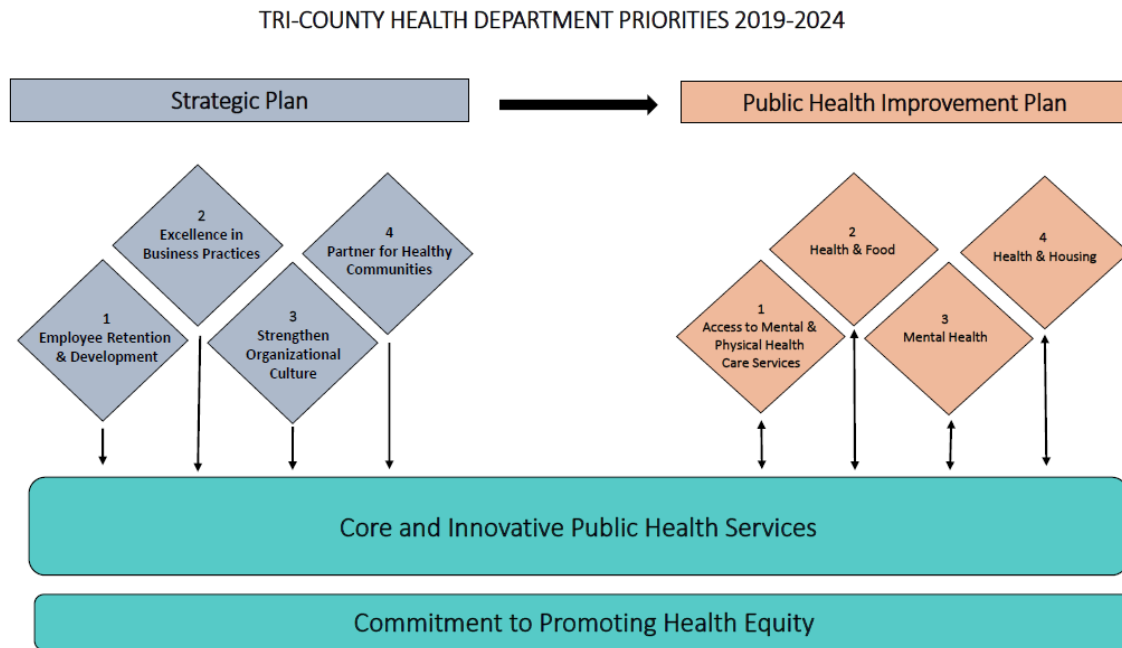 TRI-COUNTY HEALTH DEPARTMENT PRIORITIES 2019-2024
Strategic Plan
Public Health Improvement Plan
1
Employee Retention
& Development
2
Excellence in
Business Practices
3
Strengthen
Organizational
Culture
4
Partner for Healthy
Communities
1
Access to Mental &
Physical Health
Care Services
2
Health & Food
3
Mental Health
4
Health & Housing
Core and Innovative Public Health Services
Commitment to Promoting Health Equity